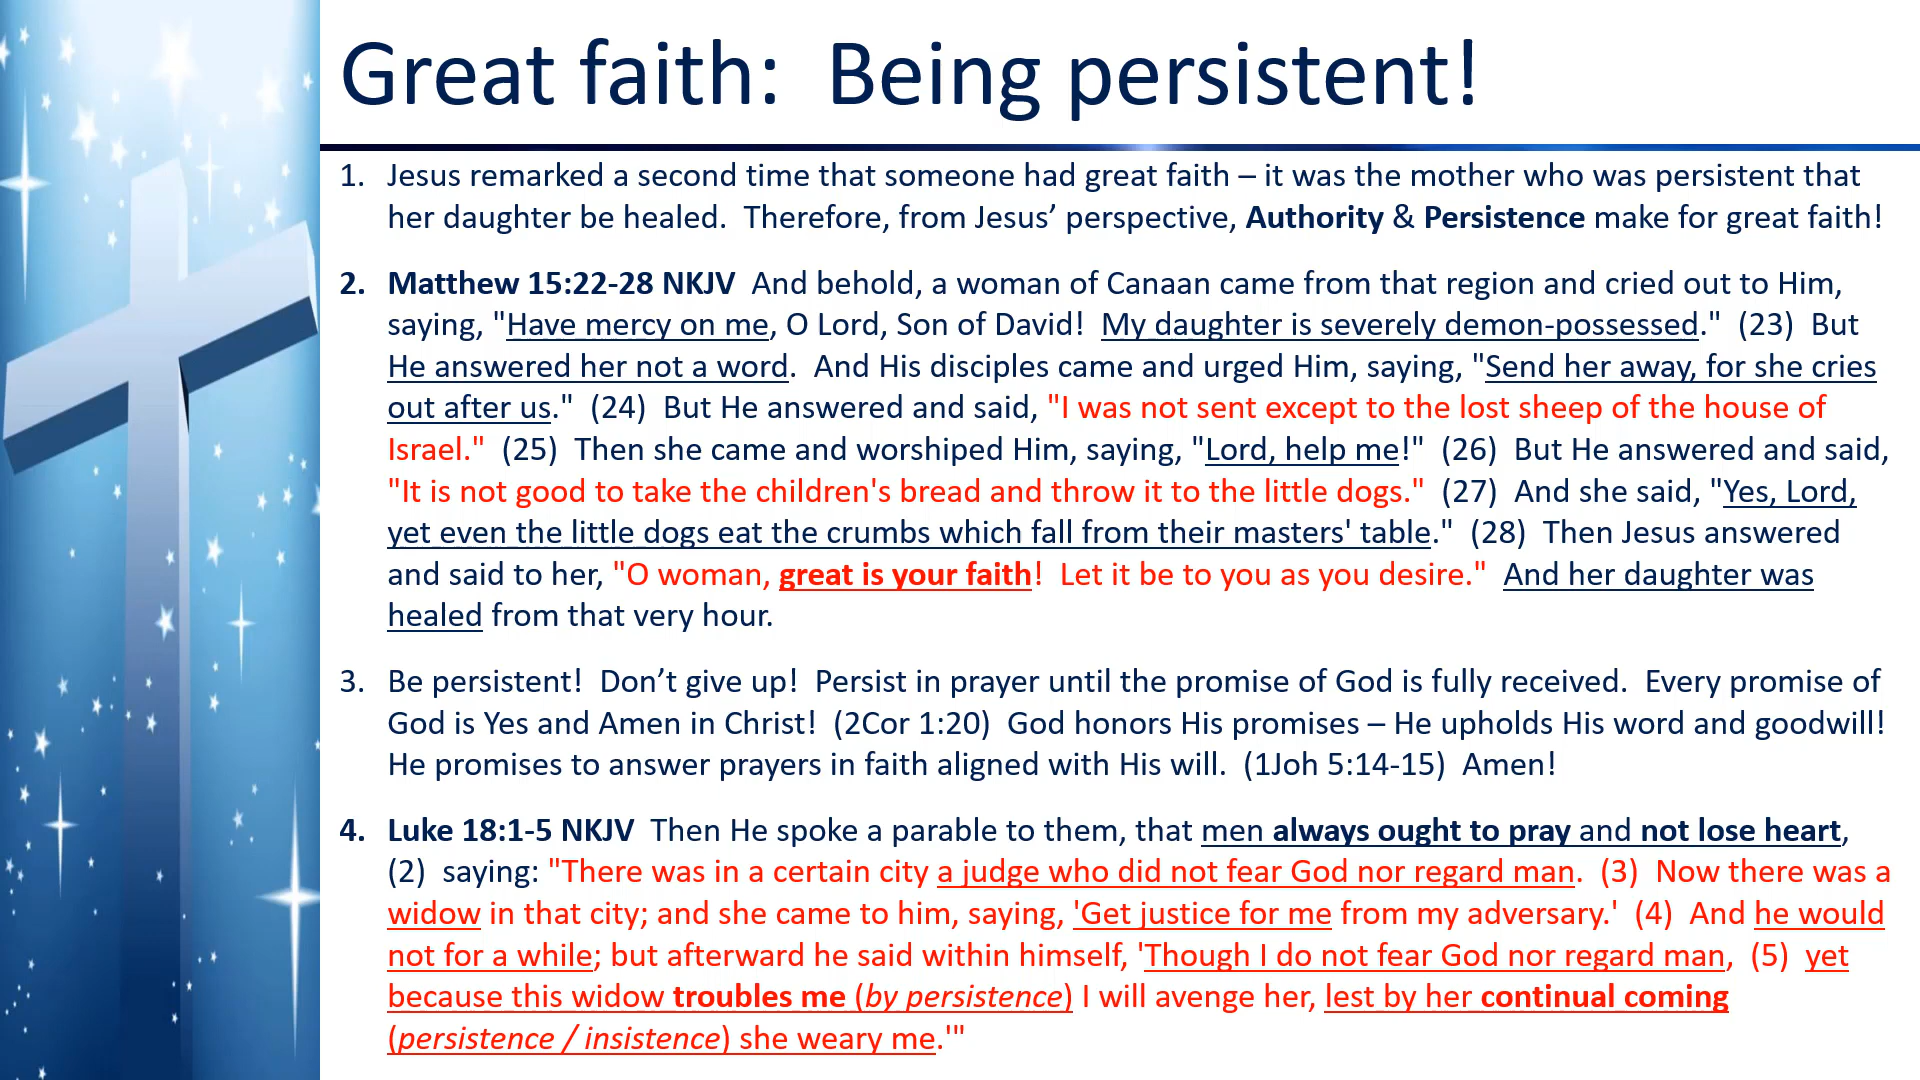 Great faith:  Being persistent!
1. Jesus remarked a second time that someone had great faith – it was the mother who was persistent that
her daughter be healed.  Therefore, from Jesus’ perspective, Authority & Persistence make for great faith!
2. Matthew 15:22-28 NKJV  And behold, a woman of Canaan came from that region and cried out to Him,
saying, "Have mercy on me, O Lord, Son of David!  My daughter is severely demon-possessed."  (23)  But
He answered her not a word.  And His disciples came and urged Him, saying, "Send her away, for she cries
out after us."  (24)  But He answered and said, "I was not sent except to the lost sheep of the house of
Israel."  (25)  Then she came and worshiped Him, saying, "Lord, help me!"  (26)  But He answered and said,
"It is not good to take the children's bread and throw it to the little dogs."  (27)  And she said, "Yes, Lord,
yet even the little dogs eat the crumbs which fall from their masters' table."  (28)  Then Jesus answered
and said to her, "O woman, great is your faith!  Let it be to you as you desire."  And her daughter was
healed from that very hour.
3. Be persistent!  Don’t give up!  Persist in prayer until the promise of God is fully received.  Every promise of
God is Yes and Amen in Christ!  (2Cor 1:20)  God honors His promises – He upholds His word and goodwill!
He promises to answer prayers in faith aligned with His will.  (1Joh 5:14-15)  Amen!
4. Luke 18:1-5 NKJV  Then He spoke a parable to them, that men always ought to pray and not lose heart,
(2)  saying: "There was in a certain city a judge who did not fear God nor regard man.  (3)  Now there was a
widow in that city; and she came to him, saying, 'Get justice for me from my adversary.'  (4)  And he would
not for a while; but afterward he said within himself, 'Though I do not fear God nor regard man,  (5)  yet
because this widow troubles me (by persistence) I will avenge her, lest by her continual coming
(persistence / insistence) she weary me.'"